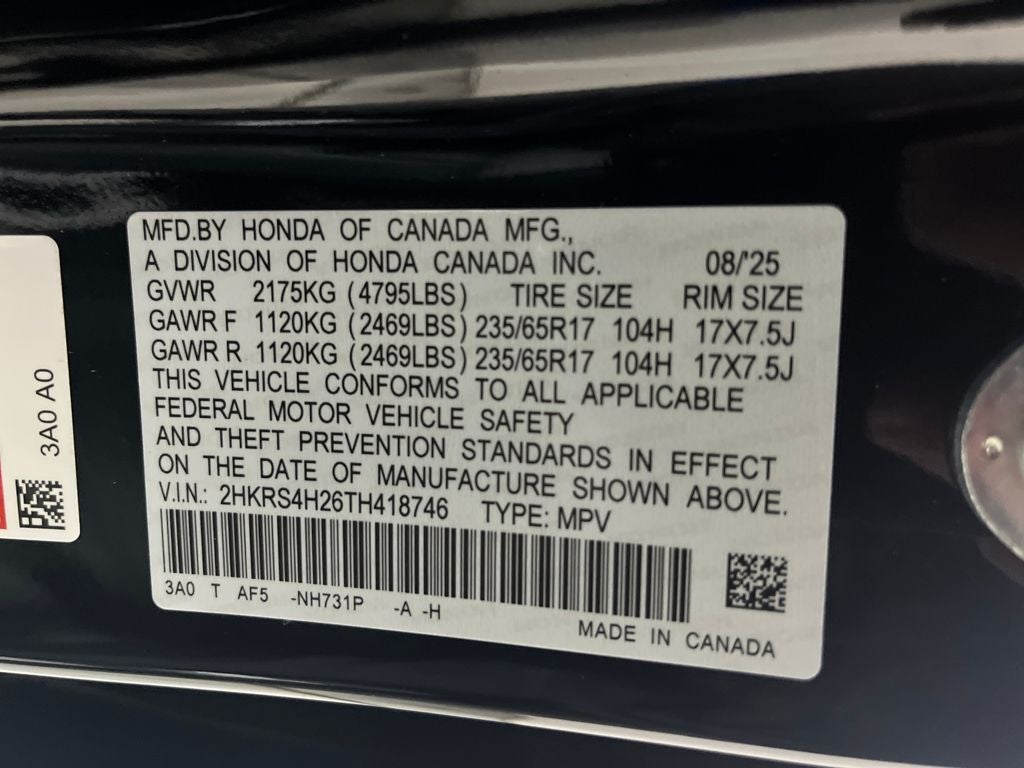 MFD.BY HONDA OF CANADA MFG.,
A DIVISION OF HONDA CANADA INC. 08/'25
GVWR 2175KG (4795LBS) TIRE SIZE RIM SIZE
GAWR F 1120KG (2469LBS) 235/65R17 104H 17X7.5J
GAWR R 1120KG (2469LBS) 235/65R17 104H 17X7.5J
THIS VEHICLE CONFORMS TO ALL APPLICABLE
FEDERAL MOTOR VEHICLE SAFETY
AND THEFT PREVENTION STANDARDS IN EFFECT
ON THE DATE OF MANUFACTURE SHOWN ABOVE.
V.I.N.: 2HKRS4H26TH418746 TYPE: MPV
3A0 T AF5 -NH731P -A -H
MADE IN CANADA
3A0 A0